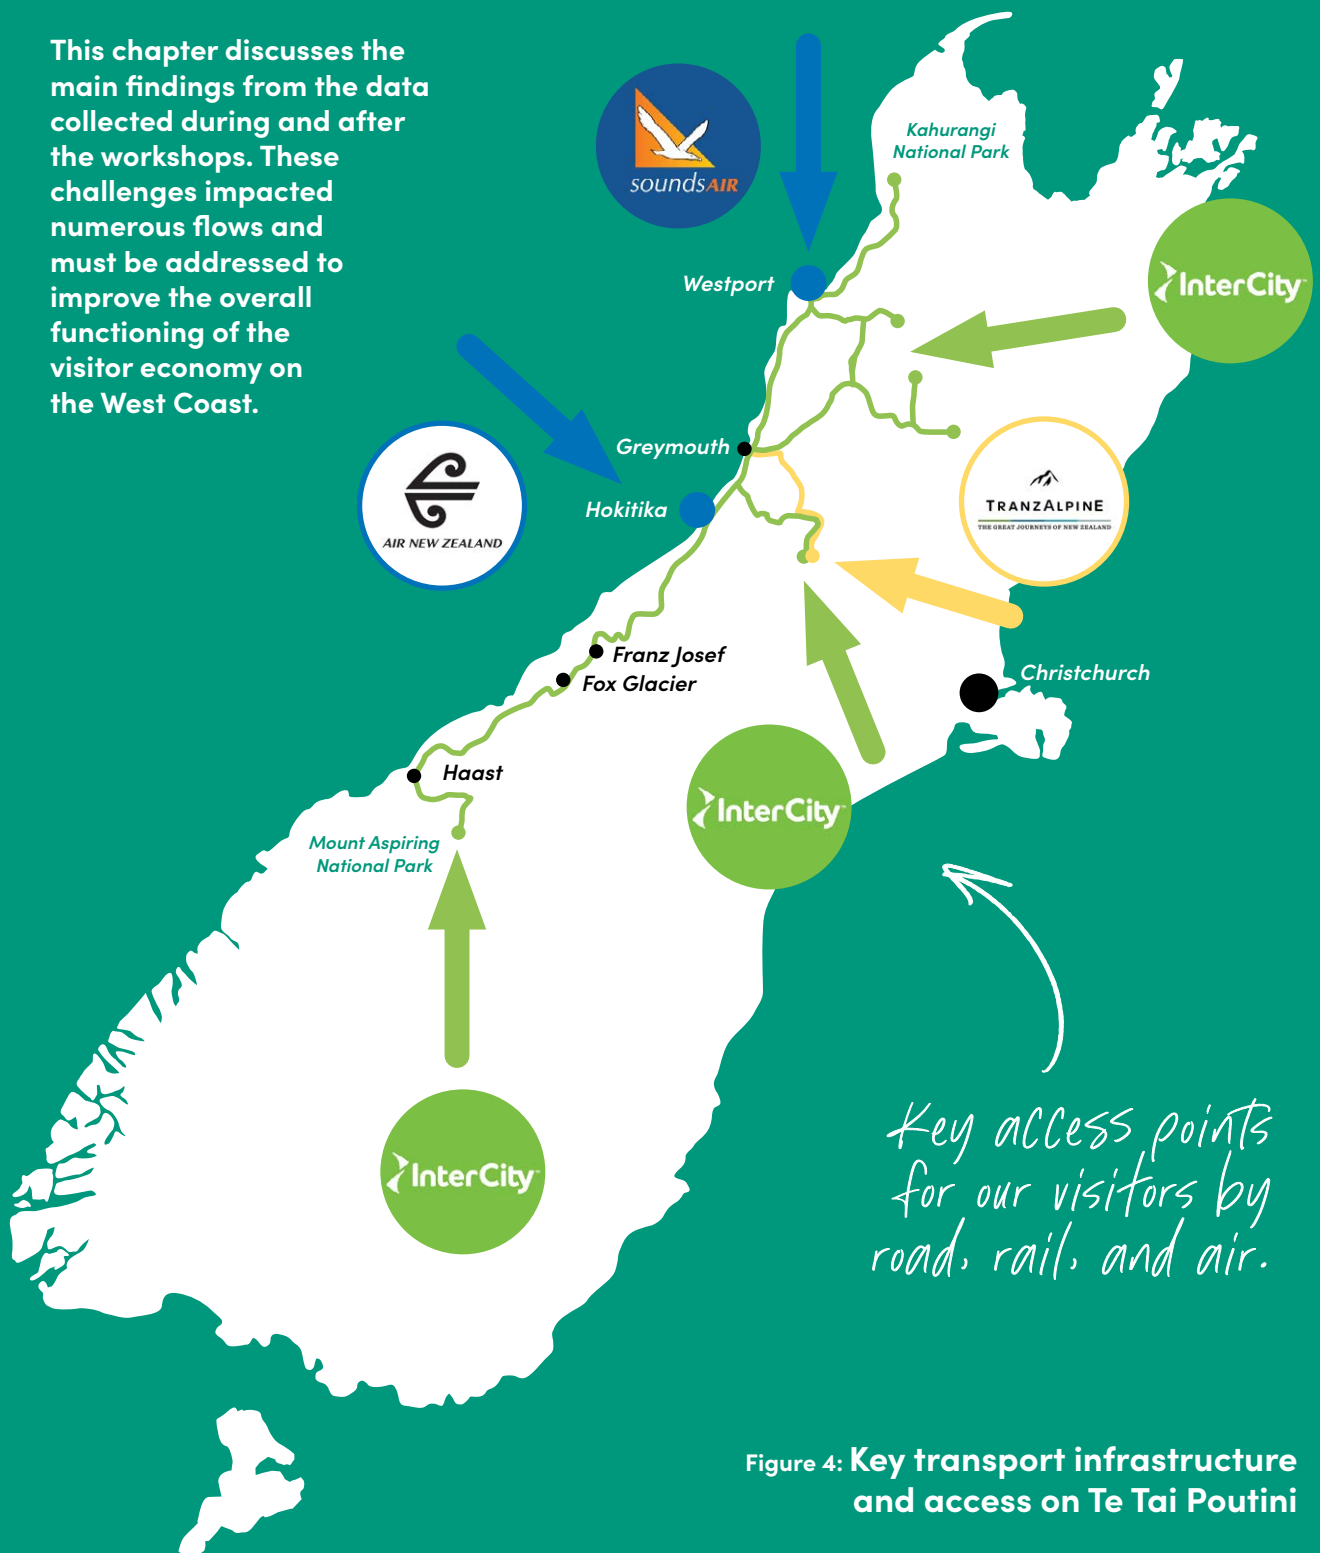 This chapter discusses the
main findings from the data
collected during and after
the workshops. These
challenges impacted
numerous flows and
must be addressed to
improve the overall
functioning of the
visitor economy on
the West Coast.
soundsAIR
Kahurangi
National Park
Westport
InterCity™
Greymouth
Hokitika
AIR NEW ZEALAND
TRANZALPINE
THE GREAT JOURNEYS OF NEW ZEALAND
Franz Josef
Fox Glacier
Christchurch
Haast
InterCity™
Mount Aspiring
National Park
InterCity™
Key access points
for our visitors by
road, rail, and air.
Figure 4: Key transport infrastructure
and access on Te Tai Poutini